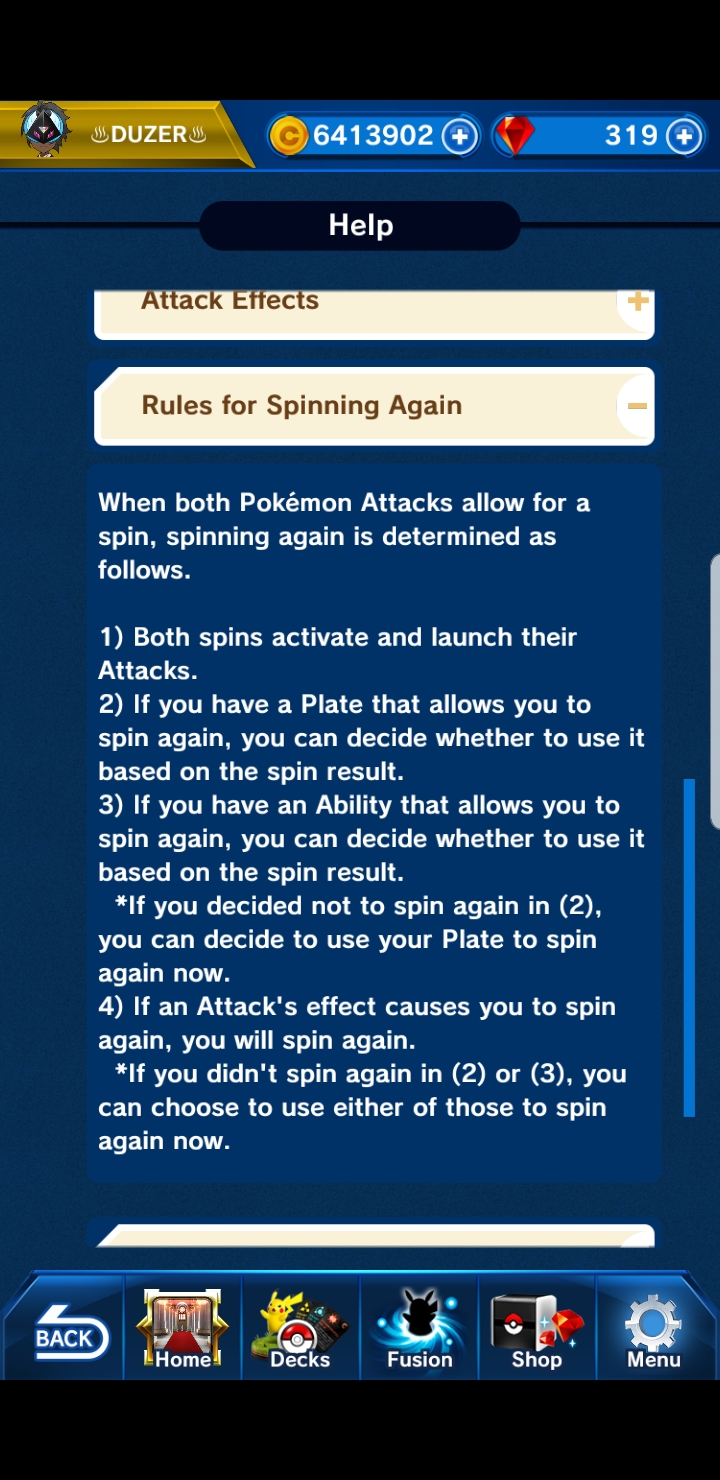 ♨DUZER♨
6413902
319
Help
Attack Effects
Rules for Spinning Again
When both Pokémon Attacks allow for a
spin, spinning again is determined as
follows.
1) Both spins activate and launch their
Attacks.
2) If you have a Plate that allows you to
spin again, you can decide whether to use it
based on the spin result.
3) If you have an Ability that allows you to
spin again, you can decide whether to use it
based on the spin result.
*If you decided not to spin again in (2),
you can decide to use your Plate to spin
again now.
4) If an Attack's effect causes you to spin
again, you will spin again.
*If you didn't spin again in (2) or (3), you
can choose to use either of those to spin
again now.
BACK
Home
Decks
Fusion
Shop
Menu